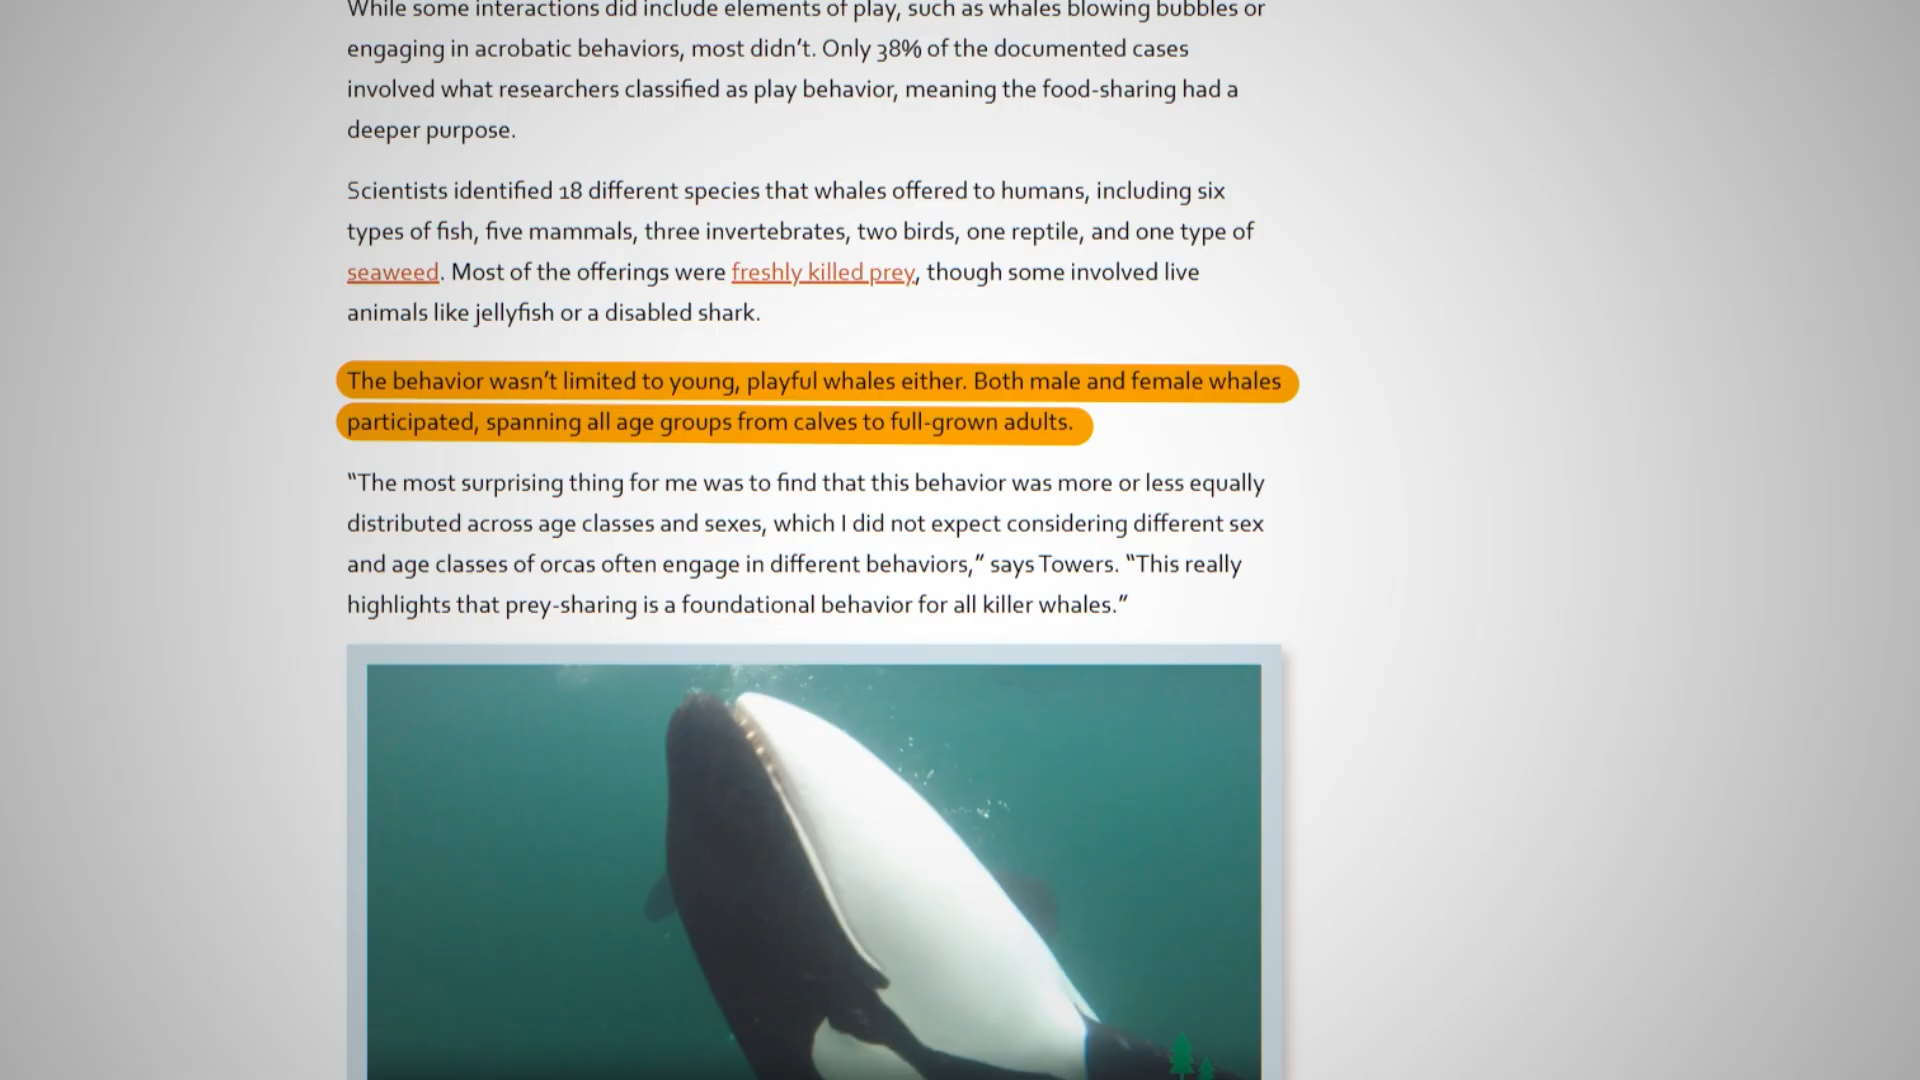 While some interactions did include elements of play, such as whales blowing bubbles or
engaging in acrobatic behaviors, most didn’t. Only 38% of the documented cases
involved what researchers classified as play behavior, meaning the food-sharing had a
deeper purpose.
Scientists identified 18 different species that whales offered to humans, including six
types of fish, five mammals, three invertebrates, two birds, one reptile, and one type of
seaweed. Most of the offerings were freshly killed prey, though some involved live
animals like jellyfish or a disabled shark.
The behavior wasn’t limited to young, playful whales either. Both male and female whales
participated, spanning all age groups from calves to full-grown adults.
“The most surprising thing for me was to find that this behavior was more or less equally
distributed across age classes and sexes, which I did not expect considering different sex
and age classes of orcas often engage in different behaviors,” says Towers. “This really
highlights that prey-sharing is a foundational behavior for all killer whales.”